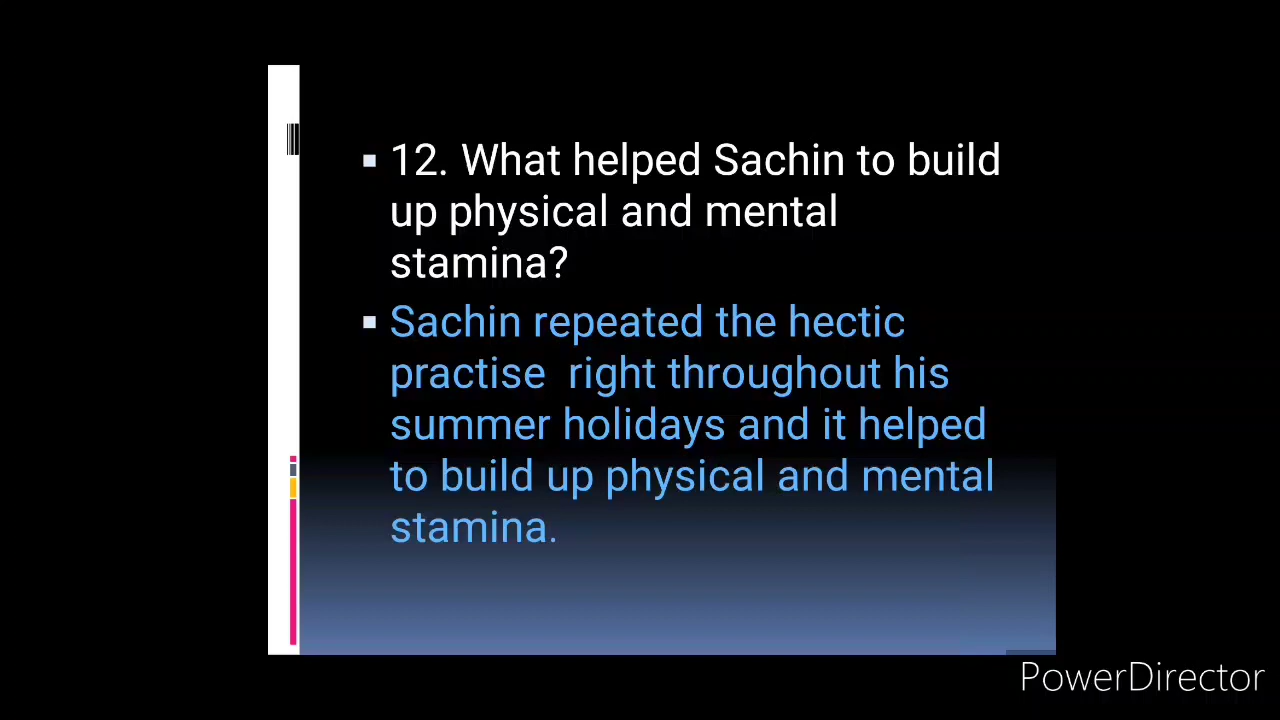 12. What helped Sachin to build
up physical and mental
stamina?
Sachin repeated the hectic
practise right throughout his
summer holidays and it helped
to build up physical and mental
stamina.
PowerDirector